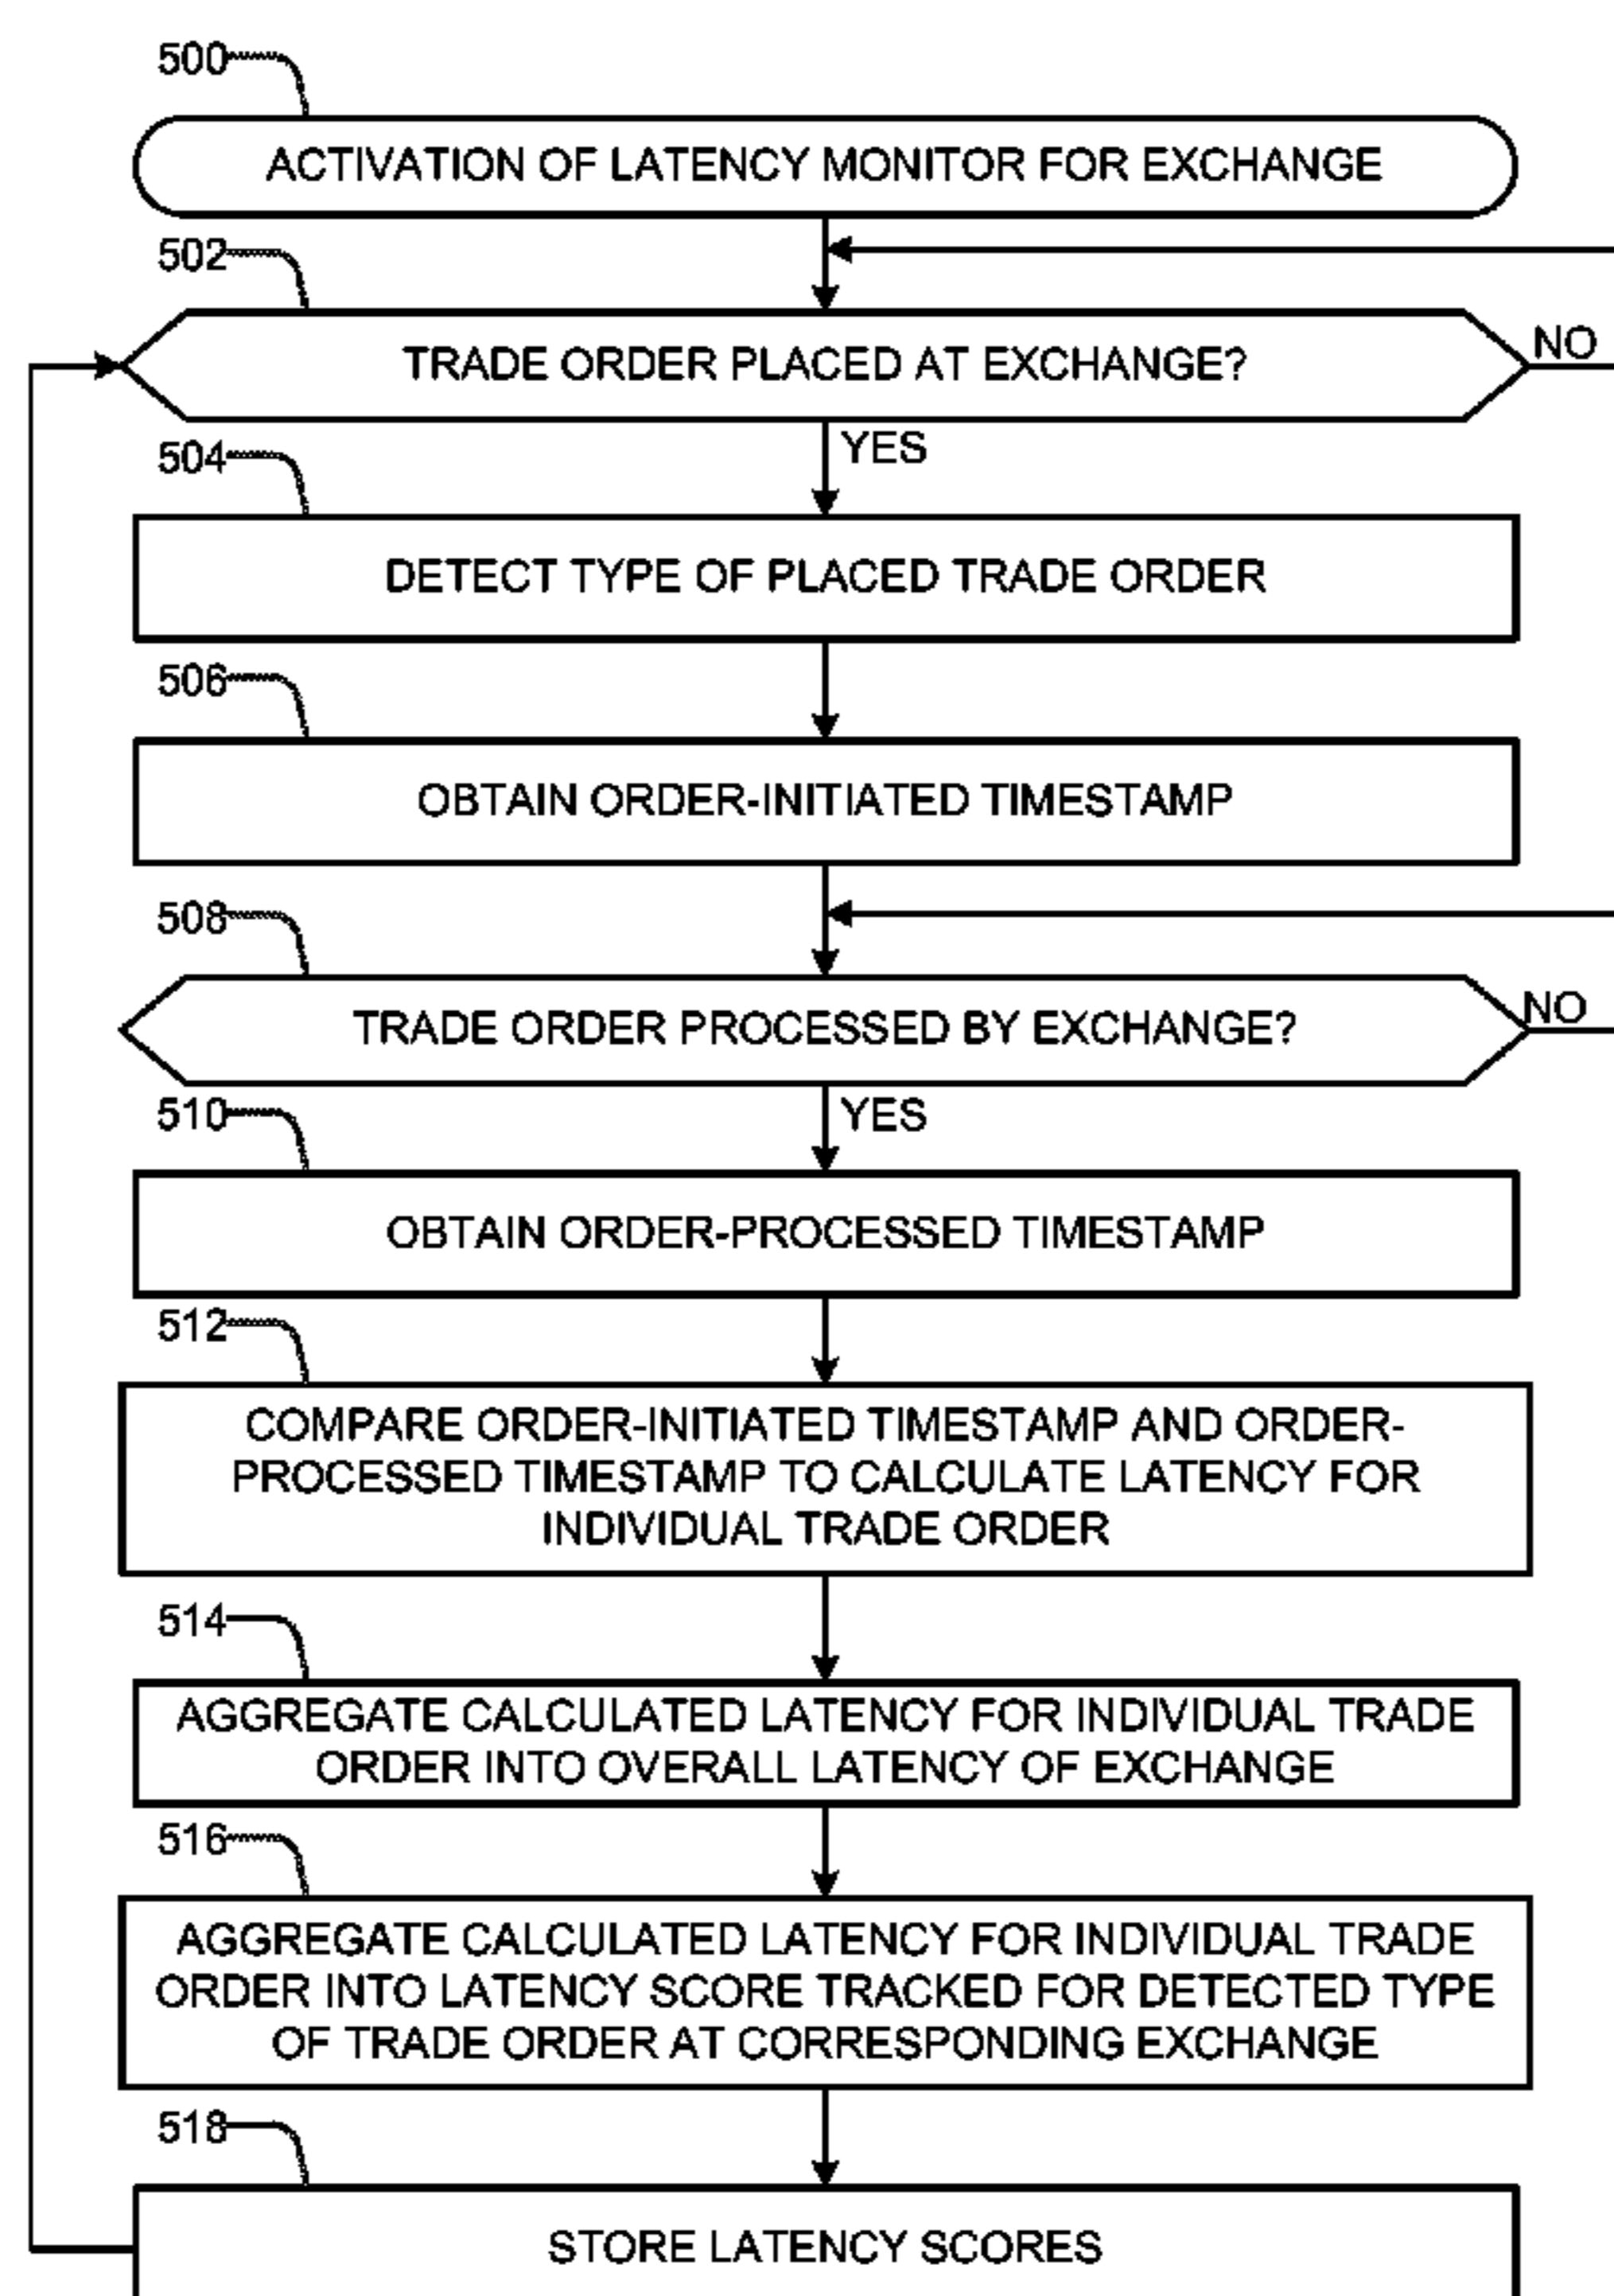 500
ACTIVATION OF LATENCY MONITOR FOR EXCHANGE
502
TRADE ORDER PLACED AT EXCHANGE?
NO
YES
504
DETECT TYPE OF PLACED TRADE ORDER
506
OBTAIN ORDER-INITIATED TIMESTAMP
508
TRADE ORDER PROCESSED BY EXCHANGE?
NO
YES
510
OBTAIN ORDER-PROCESSED TIMESTAMP
512
COMPARE ORDER-INITIATED TIMESTAMP AND ORDER-
PROCESSED TIMESTAMP TO CALCULATE LATENCY FOR
INDIVIDUAL TRADE ORDER
514
AGGREGATE CALCULATED LATENCY FOR INDIVIDUAL TRADE
ORDER INTO OVERALL LATENCY OF EXCHANGE
516
AGGREGATE CALCULATED LATENCY FOR INDIVIDUAL TRADE
ORDER INTO LATENCY SCORE TRACKED FOR DETECTED TYPE
OF TRADE ORDER AT CORRESPONDING EXCHANGE
518
STORE LATENCY SCORES